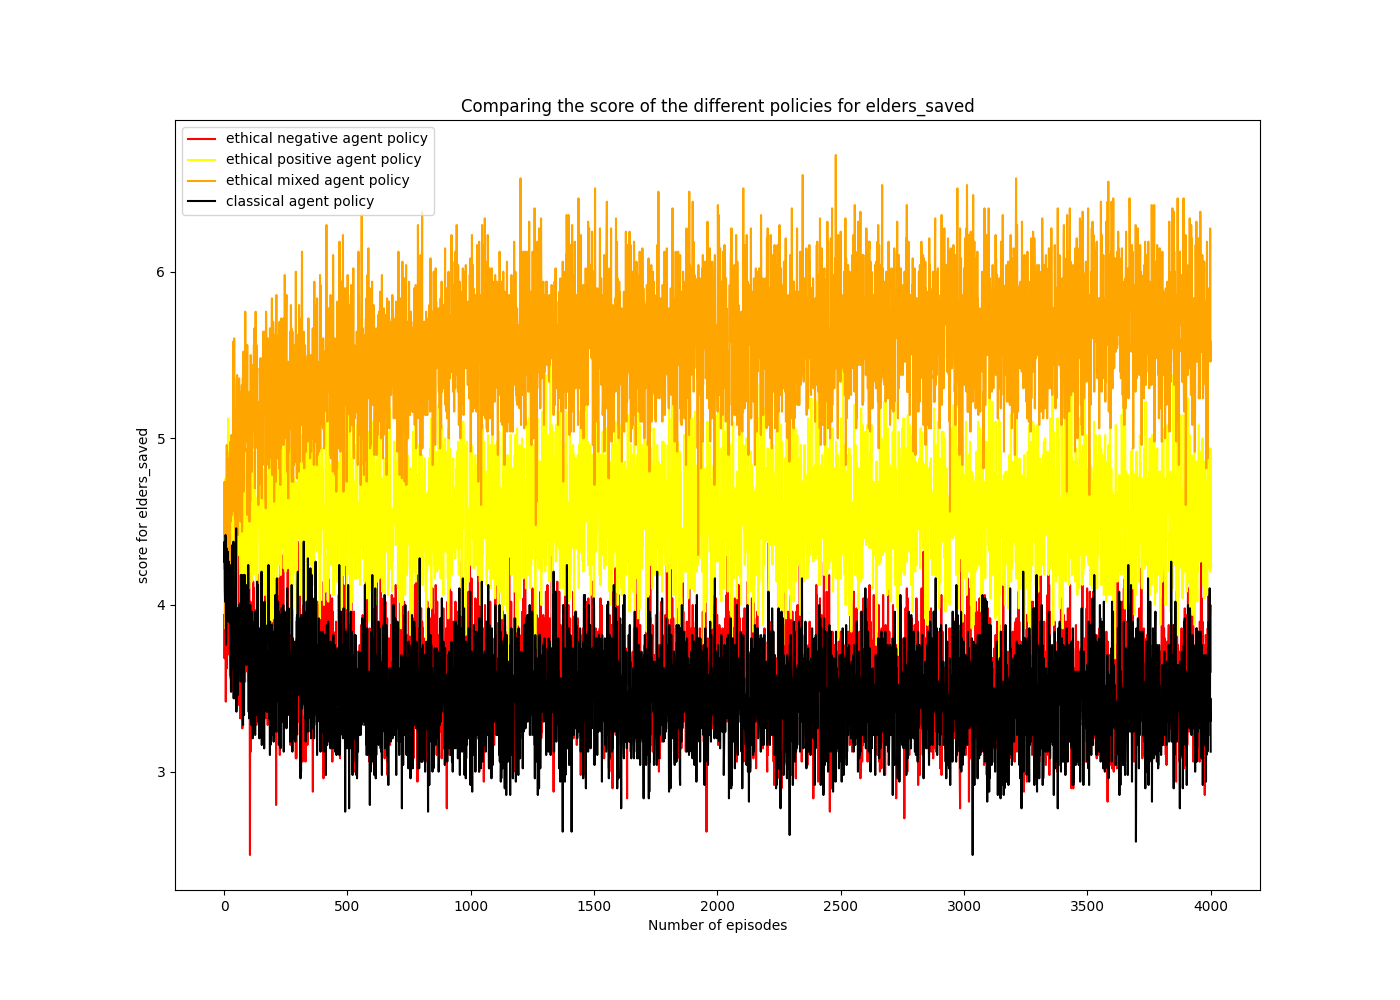 Comparing the score of the different policies for elders_saved
ethical negative agent policy
ethical positive agent policy
ethical mixed agent policy
classical agent policy
6
5
4
3
score for elders_saved
0
500
1000
1500
2000
2500
3000
3500
4000
Number of episodes